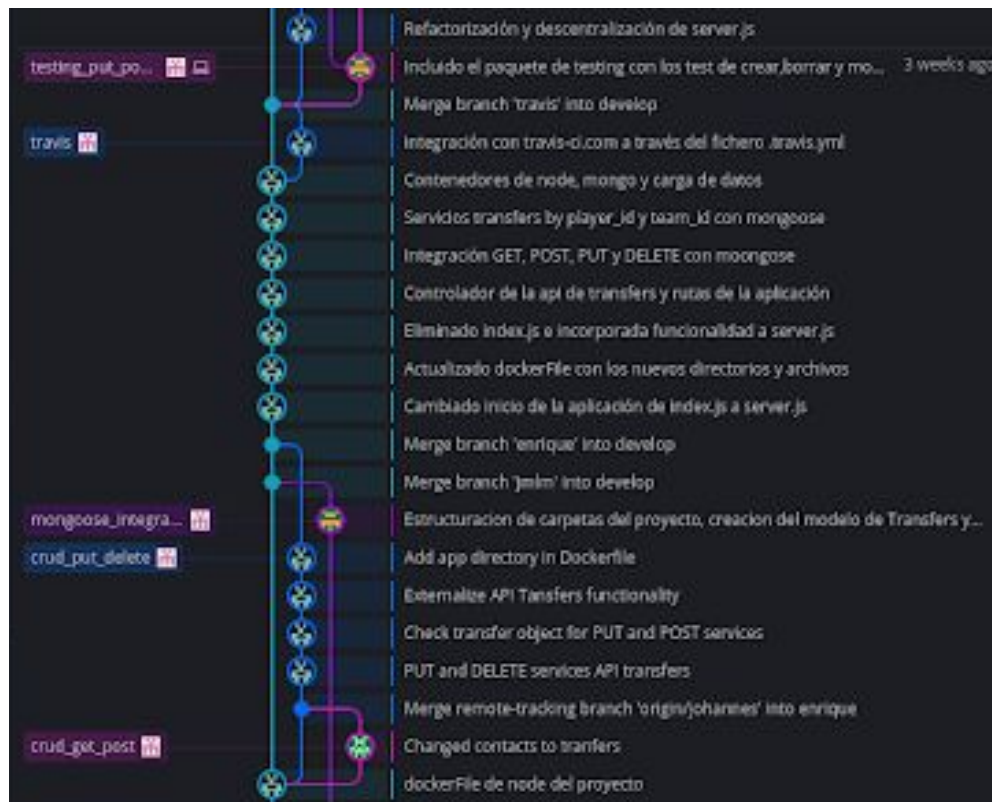 Refactorización y descentralización de server.js
testing_put_po... Incluido el paquete de testing con los test de crear,borrar y mo... 3 weeks ago
Merge branch 'travis' into develop
travis Integración con travis-ci.com a través del fichero .travis.yml
Contenedores de node, mongo y carga de datos
Servicios transfers by player_id y team_id con mongoose
Integración GET, POST, PUT y DELETE con moongose
Controlador de la api de transfers y rutas de la aplicación
Eliminado index.js e incorporada funcionalidad a server.js
Actualizado dockerFile con los nuevos directorios y archivos
Cambiado inicio de la aplicación de index.js a server.js
Merge branch 'enrique' into develop
Merge branch 'jmlm' into develop
mongoose_integra... Estructuracion de carpetas del proyecto, creacion del modelo de Transfers y...
crud_put_delete Add app directory in Dockerfile
Externalize API Tansfers functionality
Check transfer object for PUT and POST services
PUT and DELETE services API transfers
Merge remote-tracking branch 'origin/johannes' into enrique
crud_get_post Changed contacts to tranfers
dockerFile de node del proyecto